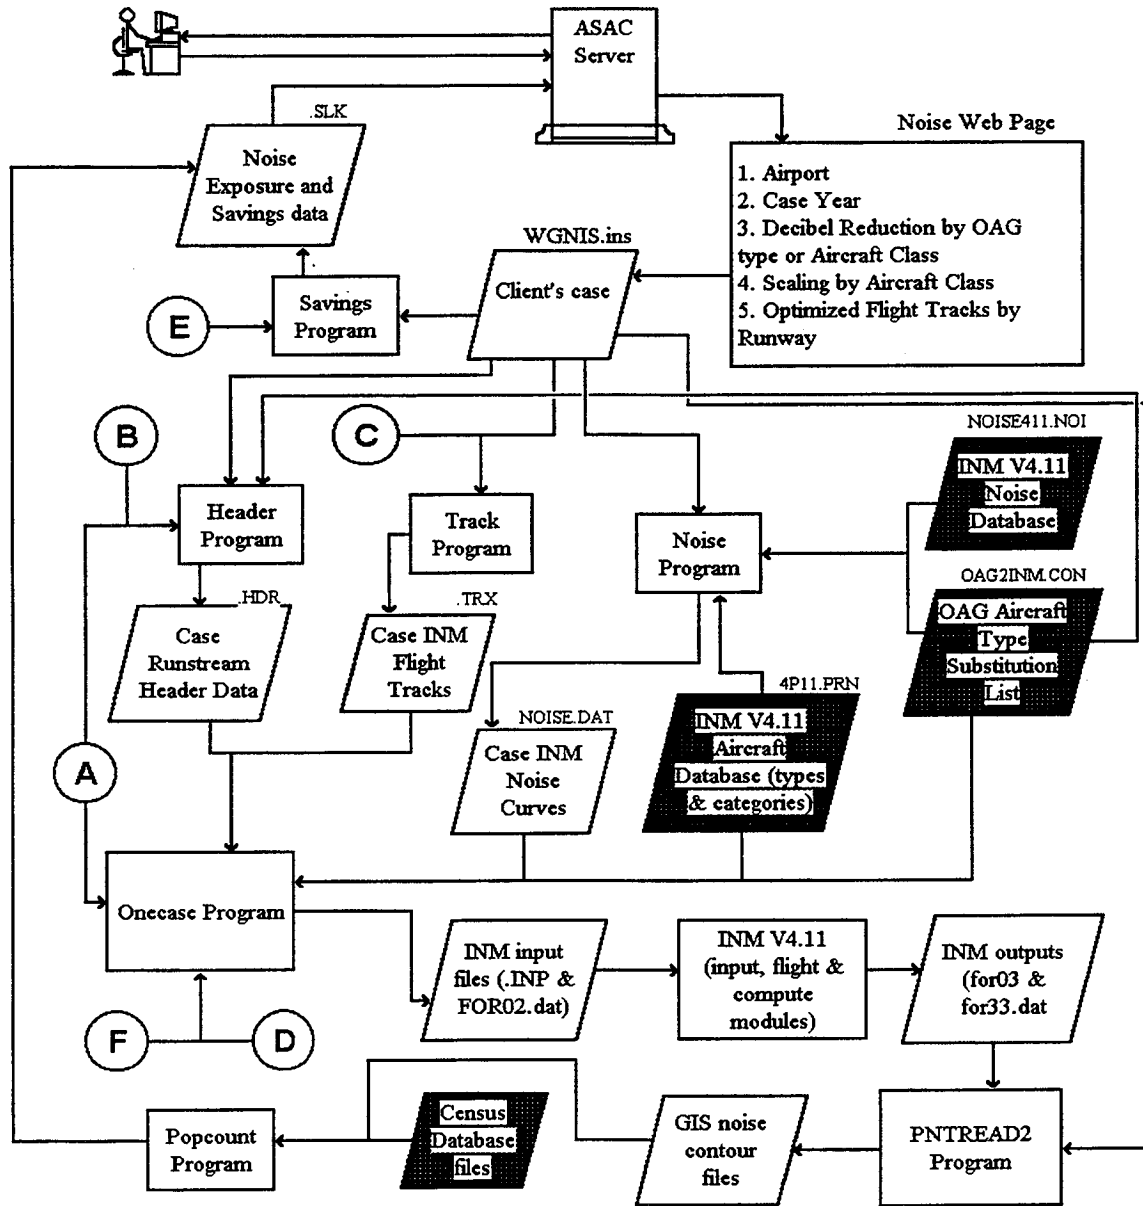 ASAC
Server
.SLK
Noise
Exposure and
Savings data
Noise Web Page
1. Airport
2. Case Year
3. Decibel Reduction by OAG
type or Aircraft Class
4. Scaling by Aircraft Class
5. Optimized Flight Tracks by
Runway
WGNIS.ins
Client's case
Savings
Program
E
B
C
Header
Program
Track
Program
Noise
Program
NOISE411.NOI
INM V4.11
Noise
Database
OAG2INM.CON
OAG Aircraft
Type
Substitution
List
.HDR
Case
Runstream
Header Data
.TRX
Case INM
Flight
Tracks
NOISE.DAT
Case INM
Noise
Curves
4P11.PRN
INM V4.11
Aircraft
Database (types
& categories)
A
Onecase Program
INM input
files (.INP &
FOR02.dat)
INM V4.11
(input, flight &
compute
modules)
INM outputs
(for03 &
for33.dat
F
D
Popcount
Program
Census
Database
files
GIS noise
contour
files
PNTREAD2
Program